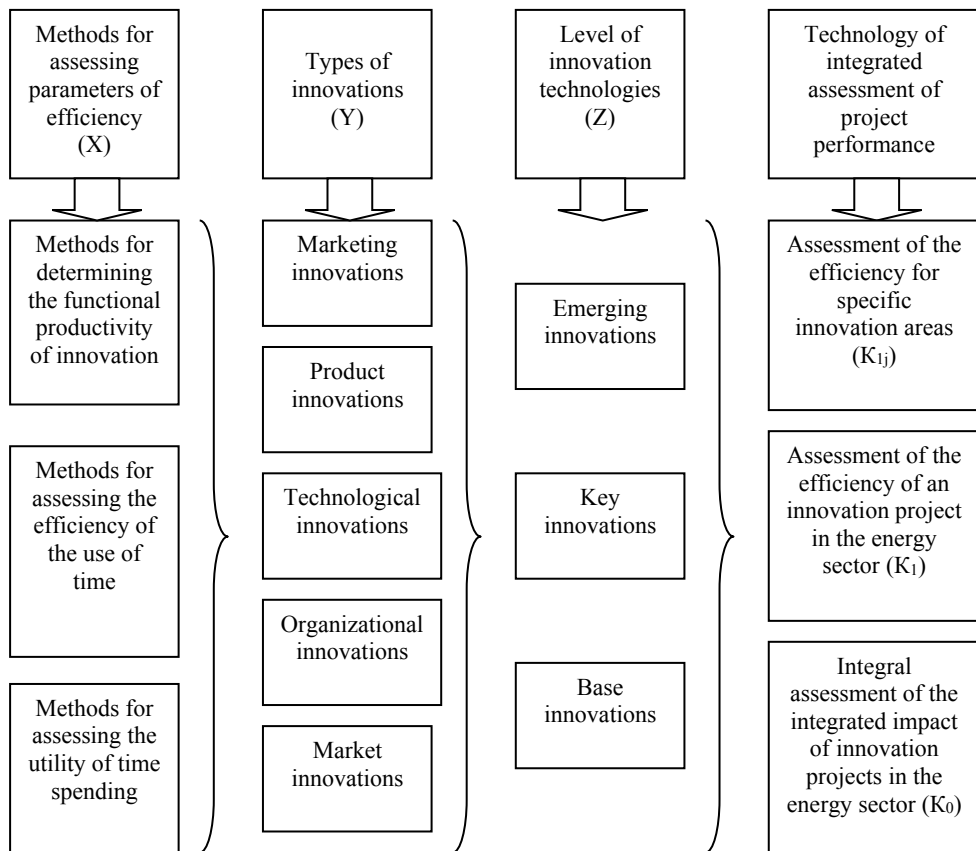 Methods for
assessing
parameters of
efficiency
(X)
Types of
innovations
(Y)
Level of
innovation
technologies
(Z)
Technology of
integrated
assessment of
project
performance
Methods for
determining
the functional
productivity
of innovation
Methods for
assessing the
efficiency of
the use of
time
Methods for
assessing the
utility of time
spending
Marketing
innovations
Product
innovations
Technological
innovations
Organizational
innovations
Market
innovations
Emerging
innovations
Key
innovations
Base
innovations
Assessment of the
efficiency for
specific
innovation areas
(K1j)
Assessment of the
efficiency of an
innovation project
in the energy
sector (K1)
Integral
assessment of the
integrated impact
of innovation
projects in the
energy sector (K0)